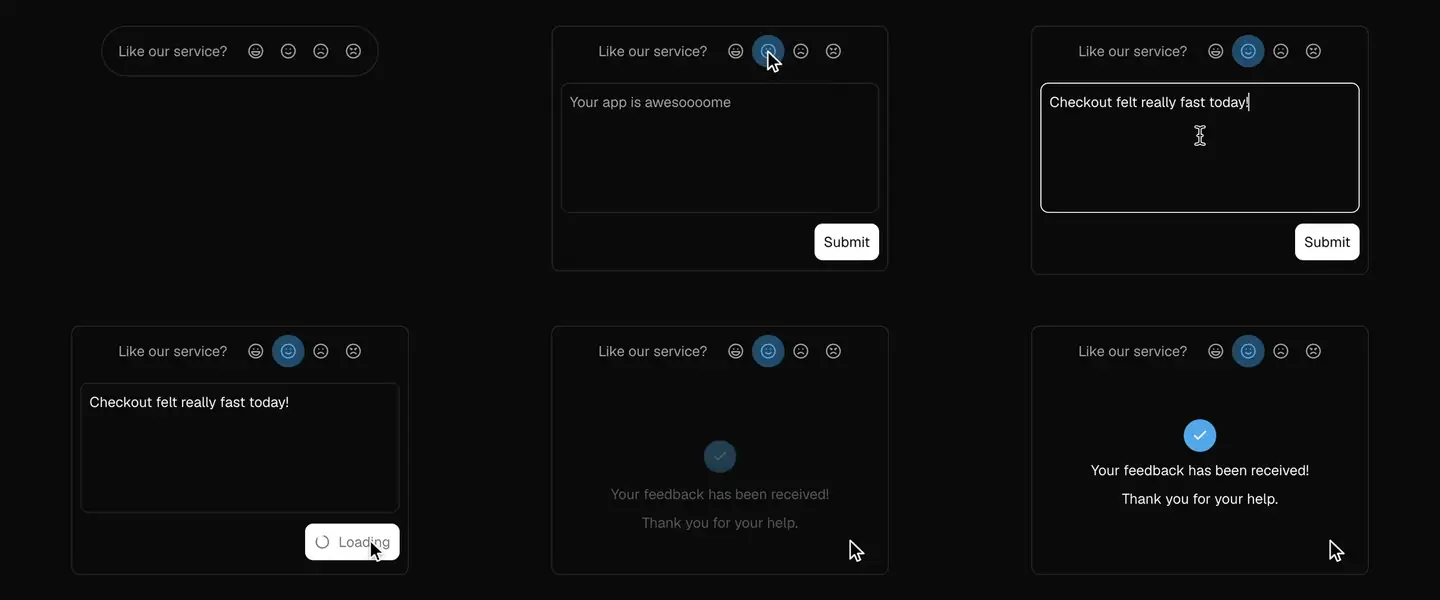 Like our service?
Like our service?
Your app is awesoooome
Submit
Like our service?
Checkout felt really fast today!
Submit
Like our service?
Checkout felt really fast today!
Loading
Like our service?
Your feedback has been received!
Thank you for your help.
Like our service?
Your feedback has been received!
Thank you for your help.